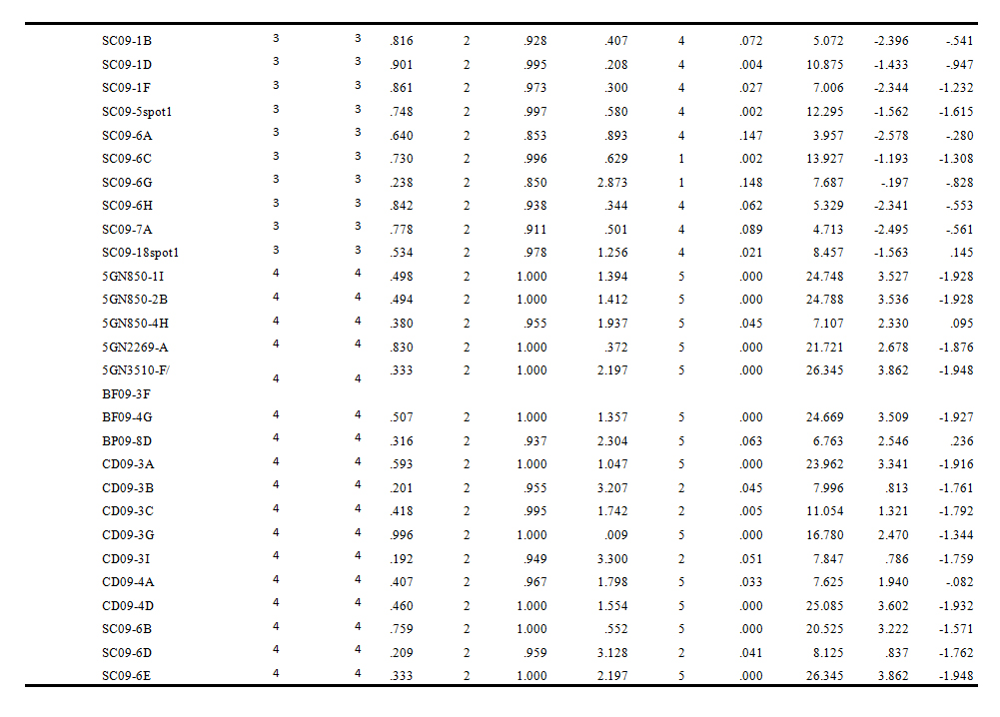 SC09-1B 3 3 .816 2 .928 .407 4 .072 5.072 -2.396 -.541
SC09-1D 3 3 .901 2 .995 .208 4 .004 10.875 -1.433 -.947
SC09-1F 3 3 .861 2 .973 .300 4 .027 7.006 -2.344 -1.232
SC09-5spot1 3 3 .748 2 .997 .580 4 .002 12.295 -1.562 -1.615
SC09-6A 3 3 .640 2 .853 .893 4 .147 3.957 -2.578 -.280
SC09-6C 3 3 .730 2 .996 .629 1 .002 13.927 -1.193 -1.308
SC09-6G 3 3 .238 2 .850 2.873 1 .148 7.687 -.197 -.828
SC09-6H 3 3 .842 2 .938 .344 4 .062 5.329 -2.341 -.553
SC09-7A 3 3 .778 2 .911 .501 4 .089 4.713 -2.495 -.561
SC09-18spot1 3 3 .534 2 .978 1.256 4 .021 8.457 -1.563 .145
5GN850-1I 4 4 .498 2 1.000 1.394 5 .000 24.748 3.527 -1.928
5GN850-2B 4 4 .494 2 1.000 1.412 5 .000 24.788 3.536 -1.928
5GN850-4H 4 4 .380 2 .955 1.937 5 .045 7.107 2.330 .095
5GN2269-A 4 4 .830 2 1.000 .372 5 .000 21.721 2.678 -1.876
5GN3510-F/ 4 4 .333 2 1.000 2.197 5 .000 26.345 3.862 -1.948
BF09-3F
BF09-4G 4 4 .507 2 1.000 1.357 5 .000 24.669 3.509 -1.927
BP09-8D 4 4 .316 2 .937 2.304 5 .063 6.763 2.546 .236
CD09-3A 4 4 .593 2 1.000 1.047 5 .000 23.962 3.341 -1.916
CD09-3B 4 4 .201 2 .955 3.207 2 .045 7.996 .813 -1.761
CD09-3C 4 4 .418 2 .995 1.742 2 .005 11.054 1.321 -1.792
CD09-3G 4 4 .996 2 1.000 .009 5 .000 16.780 2.470 -1.344
CD09-3I 4 4 .192 2 .949 3.300 2 .051 7.847 .786 -1.759
CD09-4A 4 4 .407 2 .967 1.798 5 .033 7.625 1.940 -.082
CD09-4D 4 4 .460 2 1.000 1.554 5 .000 25.085 3.602 -1.932
SC09-6B 4 4 .759 2 1.000 .552 5 .000 20.525 3.222 -1.571
SC09-6D 4 4 .209 2 .959 3.128 2 .041 8.125 .837 -1.762
SC09-6E 4 4 .333 2 1.000 2.197 5 .000 26.345 3.862 -1.948